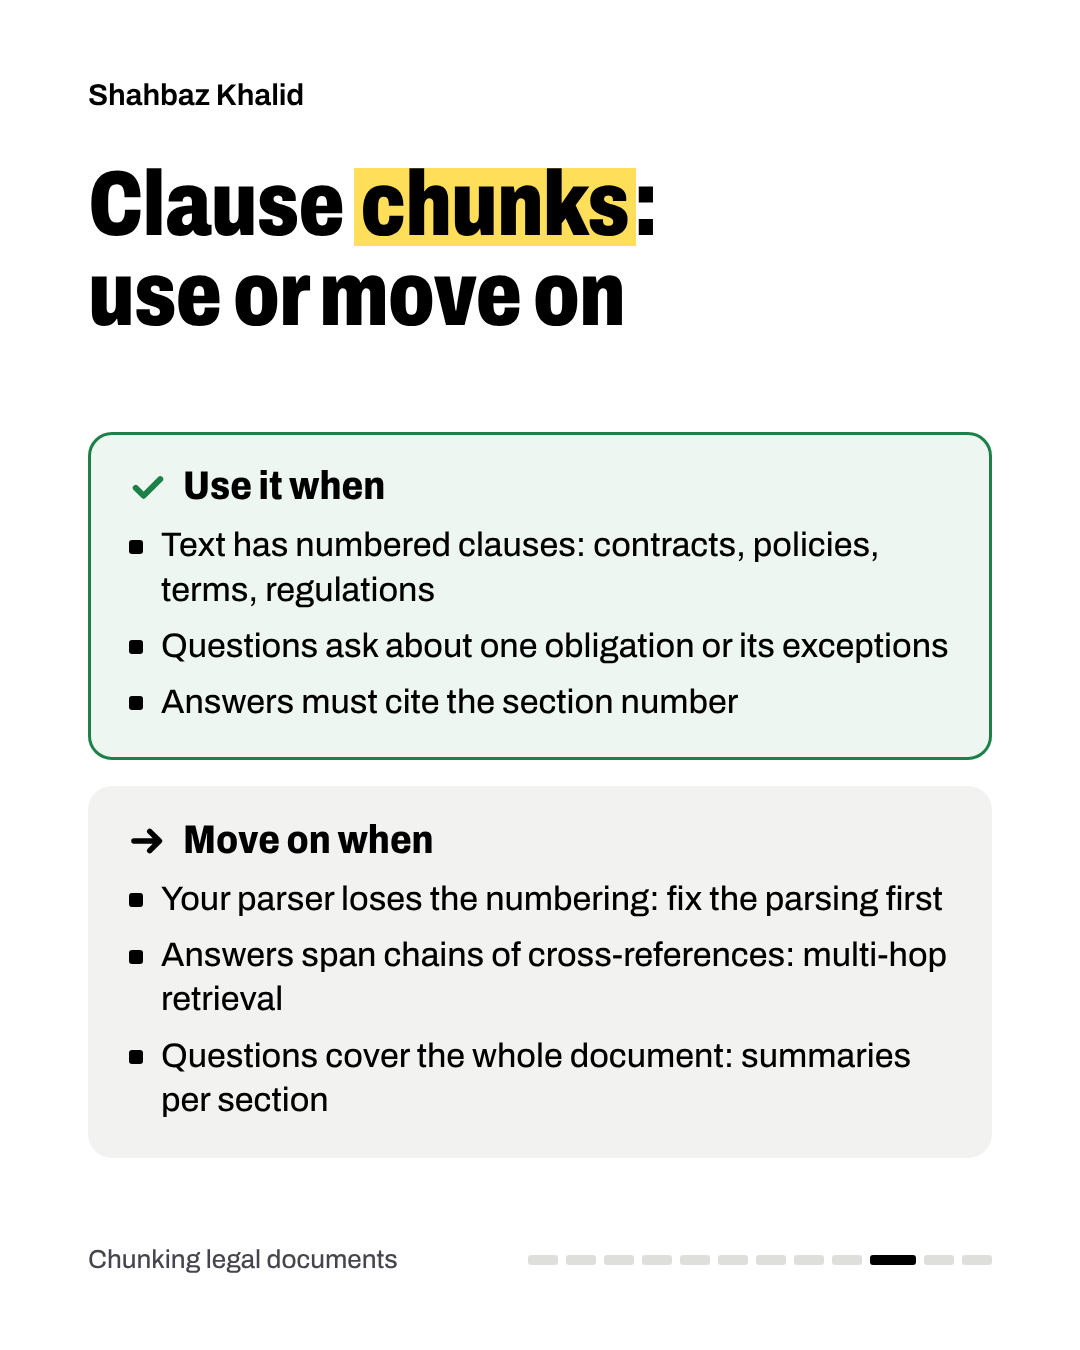 Shahbaz Khalid
Clause chunks:
use or move on
Use it when
Text has numbered clauses: contracts, policies,
terms, regulations
Questions ask about one obligation or its exceptions
Answers must cite the section number
Move on when
Your parser loses the numbering: fix the parsing first
Answers span chains of cross-references: multi-hop
retrieval
Questions cover the whole document: summaries
per section
Chunking legal documents